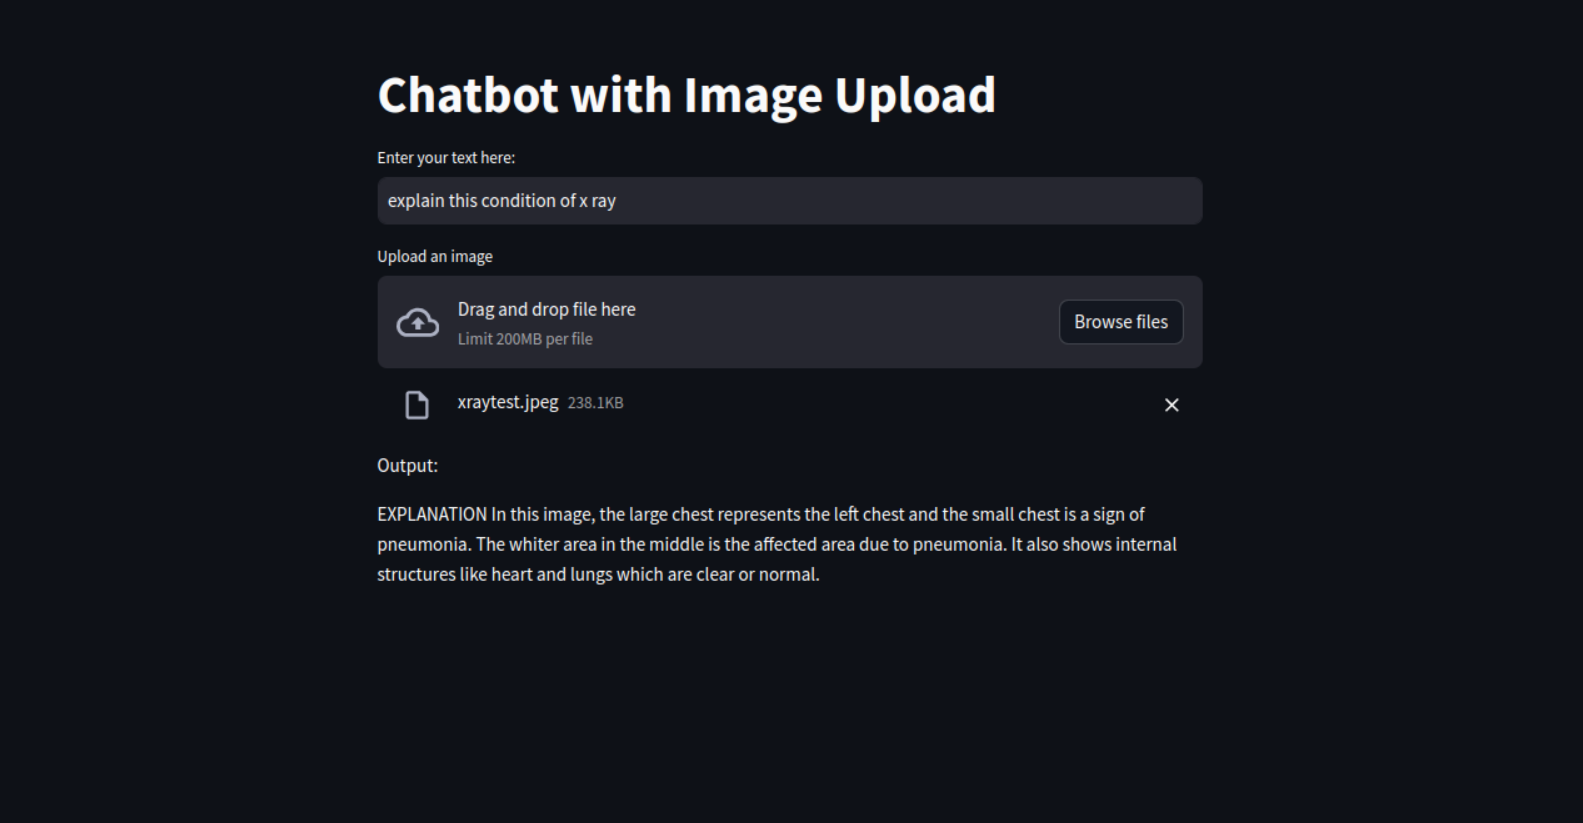 Chatbot with Image Upload
Enter your text here:
explain this condition of x ray
Upload an image
Drag and drop file here
Limit 200MB per file
Browse files
xraytest.jpeg 238.1KB
Output:
EXPLANATION In this image, the large chest represents the left chest and the small chest is a sign of
pneumonia. The whiter area in the middle is the affected area due to pneumonia. It also shows internal
structures like heart and lungs which are clear or normal.